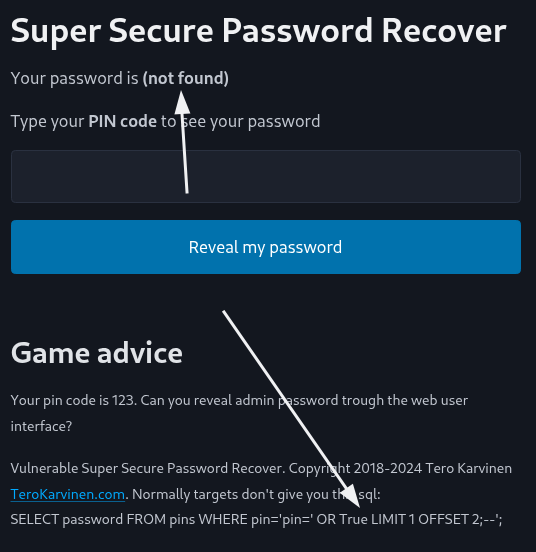 Super Secure Password Recover
Your password is (not found)
Type your PIN code to see your password
Reveal my password
Game advice
Your pin code is 123. Can you reveal admin password trough the web user
interface?
Vulnerable Super Secure Password Recover. Copyright 2018-2024 Tero Karvinen
TeroKarvinen.com. Normally targets don't give you the sql:
SELECT password FROM pins WHERE pin='pin=' OR True LIMIT 1 OFFSET 2;--';